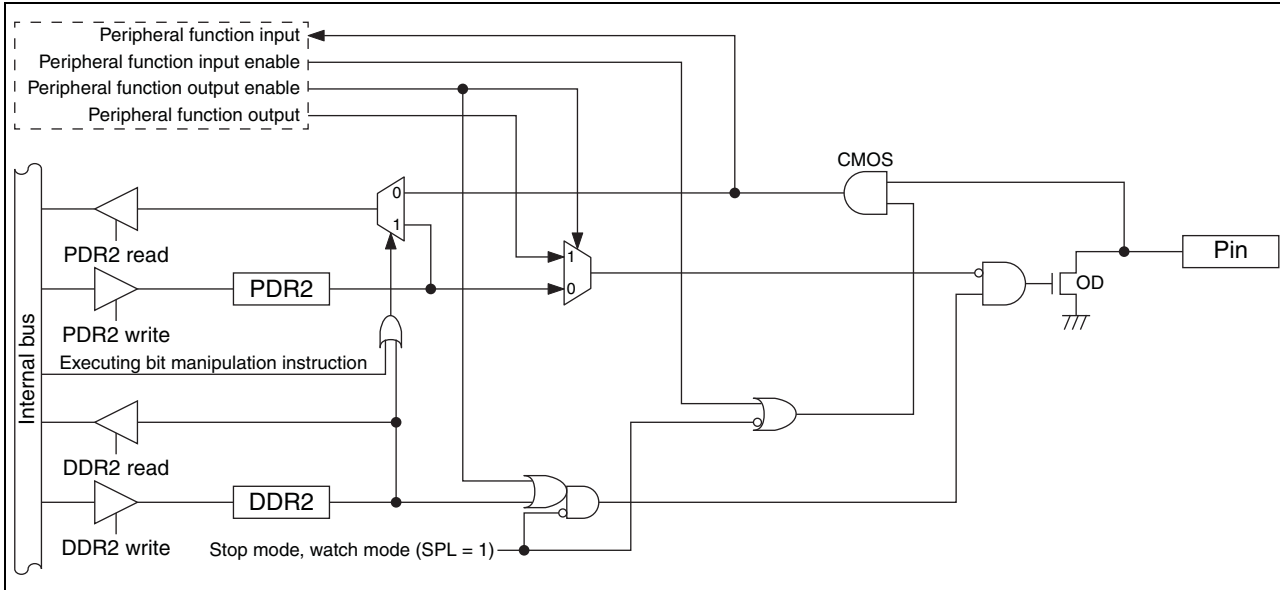 Peripheral function input
Peripheral function input enable
Peripheral function output enable
Peripheral function output
CMOS
0
1
PDR2 read
1
0
Pin
OD
PDR2
PDR2 write
Internal bus
Executing bit manipulation instruction
DDR2 read
DDR2
DDR2 write
Stop mode, watch mode (SPL = 1)